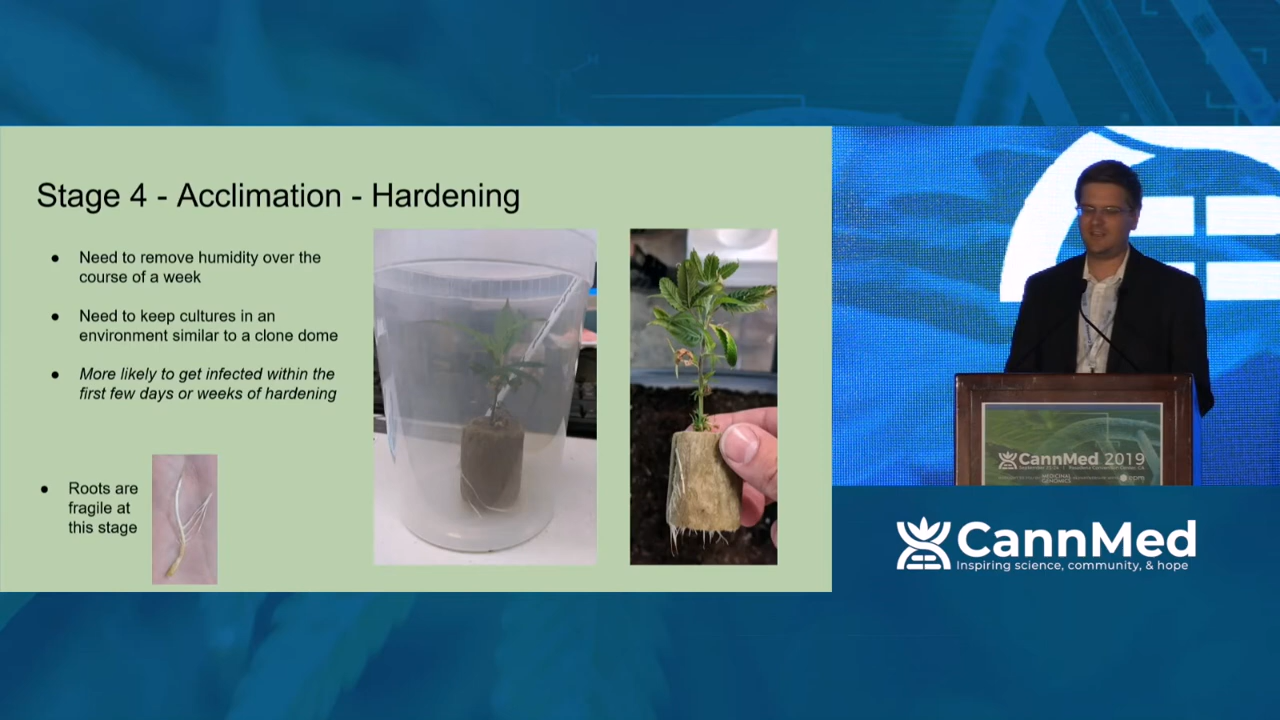 Stage 4 - Acclimation - Hardening
Need to remove humidity over the
course of a week
Need to keep cultures in an
environment similar to a clone dome
More likely to get infected within the
first few days or weeks of hardening
Roots are
fragile at
this stage
CannMed 2019
MEDICINAL
GENOMICS
CannMed
Inspiring science, community, & hope